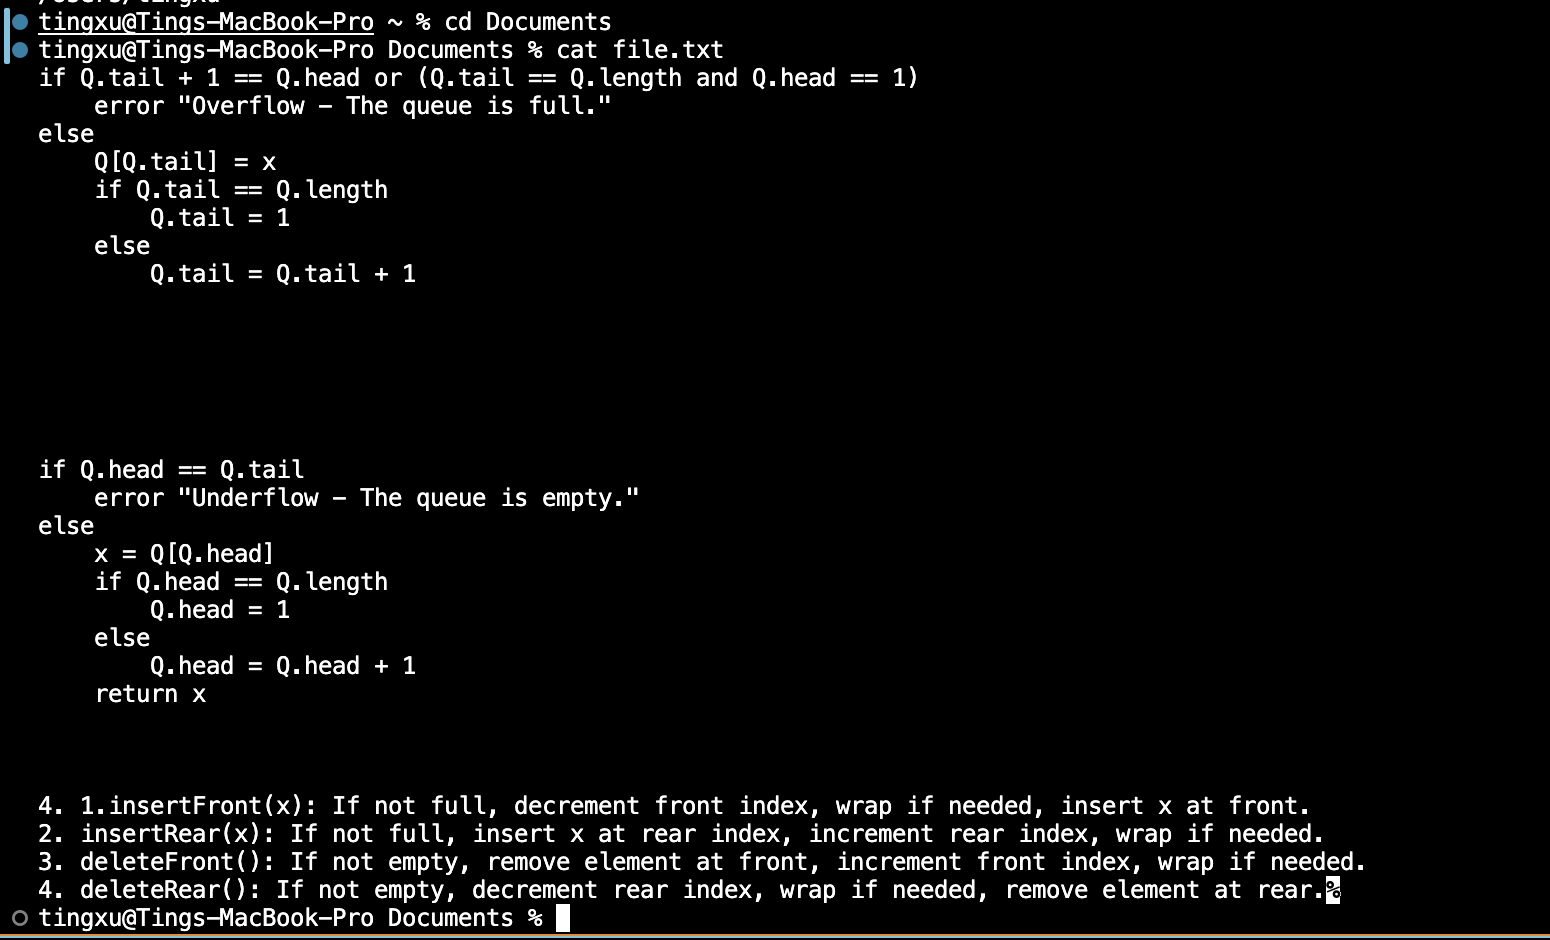 tingxu@Tings-MacBook-Pro ~ % cd Documents
tingxu@Tings-MacBook-Pro Documents % cat file.txt
if Q.tail + 1 == Q.head or (Q.tail == Q.length and Q.head == 1)
    error "Overflow - The queue is full."
else
    Q[Q.tail] = x
    if Q.tail == Q.length
        Q.tail = 1
    else
        Q.tail = Q.tail + 1
if Q.head == Q.tail
    error "Underflow - The queue is empty."
else
    x = Q[Q.head]
    if Q.head == Q.length
        Q.head = 1
    else
        Q.head = Q.head + 1
    return x
4. 1.insertFront(x): If not full, decrement front index, wrap if needed, insert x at front.
2. insertRear(x): If not full, insert x at rear index, increment rear index, wrap if needed.
3. deleteFront(): If not empty, remove element at front, increment front index, wrap if needed.
4. deleteRear(): If not empty, decrement rear index, wrap if needed, remove element at rear.%
tingxu@Tings-MacBook-Pro Documents %